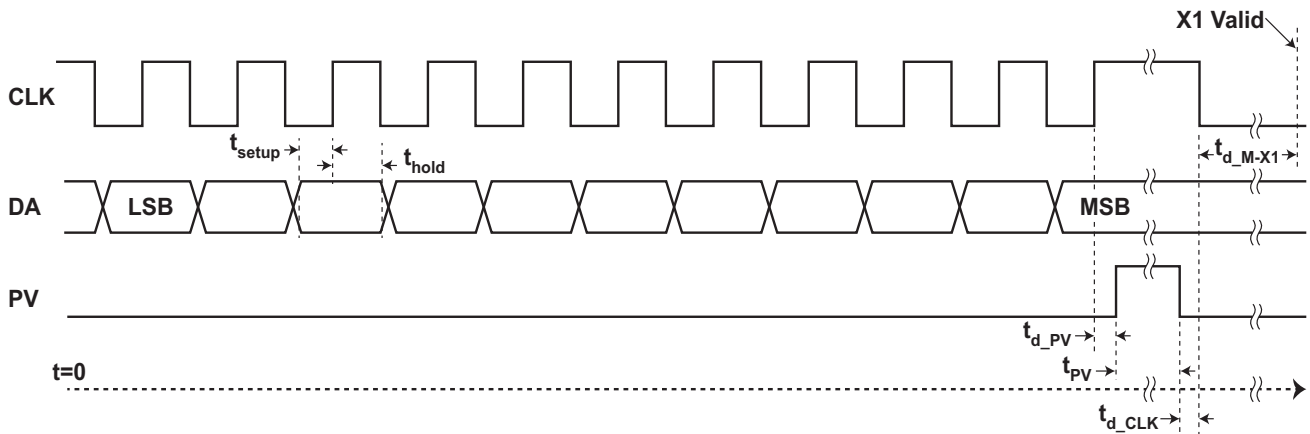 X1 Valid
CLK
t_setup
t_hold
t_d_M-X1
DA
LSB
MSB
PV
t_d_PV
t=0
t_PV
t_d_CLK